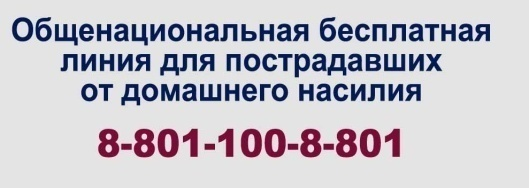 Общенациональная бесплатная
линия для пострадавших
от домашнего насилия
8-801-100-8-801